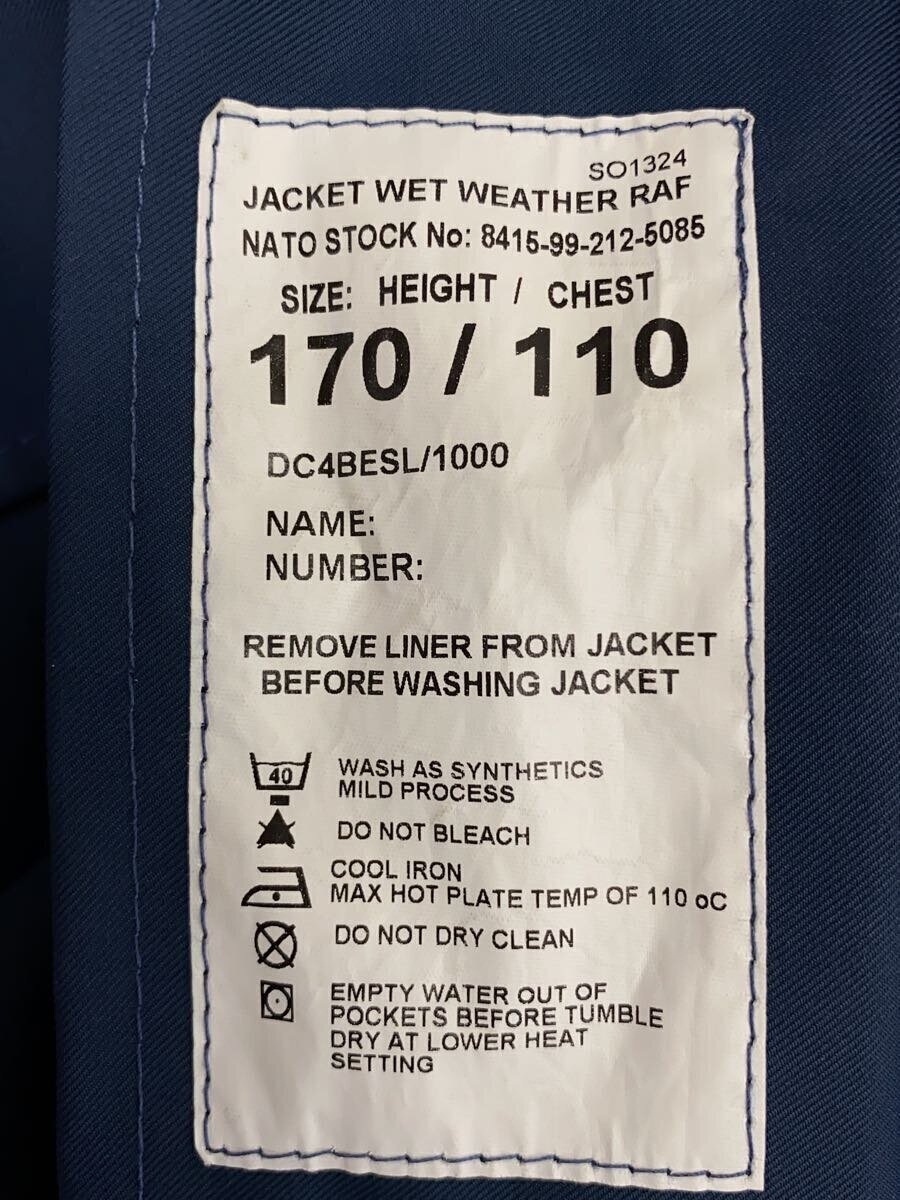 SO1324
JACKET WET WEATHER RAF
NATO STOCK No: 8415-99-212-5085
SIZE: HEIGHT / CHEST
170 / 110
DC4BESL/1000
NAME:
NUMBER:
REMOVE LINER FROM JACKET
BEFORE WASHING JACKET
40
WASH AS SYNTHETICS
MILD PROCESS
DO NOT BLEACH
COOL IRON
MAX HOT PLATE TEMP OF 110 oC
DO NOT DRY CLEAN
EMPTY WATER OUT OF
POCKETS BEFORE TUMBLE
DRY AT LOWER HEAT
SETTING